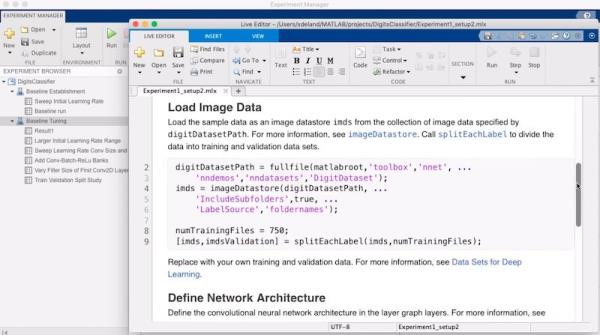 Experiment Manager
EXPERIMENT MANAGER
New
Open
Save
Duplicate
Layout
Run
FILE
ENVIRONMENT
EXPERIMENT BROWSER
DigitsClassifier
Baseline Establishment
Sweep Initial Learning Rate
Baseline run
Baseline Tuning
Result1
Larger Initial Learning Rate Range
Sweep Learning Rate Conv Size and
Add Conv-Batch-ReLu Banks
Vary Filter Size of First Conv2D Layer
Train Validation Split Study
Live Editor - /Users/sdeland/MATLAB/projects/DigitsClassifier/Experiment1_setup2.mlx
LIVE EDITOR
INSERT
VIEW
New
Open
Save
Find Files
Compare
Print
Go To
Find
Text
Title
B I U M
Code
Task
Control
Refactor
SECTION
Run
Step
Stop
FILE
NAVIGATE
TEXT
CODE
RUN
Experiment1_setup2.mlx
Load Image Data
Load the sample data as an image datastore imds from the collection of image data specified by
digitDatasetPath. For more information, see imageDatastore. Call splitEachLabel to divide the
data into training and validation data sets.
2 digitDatasetPath = fullfile(matlabroot,'toolbox','nnet', ...
3 'nndemos','nndatasets','DigitDataset');
4 imds = imageDatastore(digitDatasetPath, ...
5 'IncludeSubfolders',true, ...
6 'LabelSource','foldernames');
8 numTrainingFiles = 750;
9 [imds,imdsValidation] = splitEachLabel(imds,numTrainingFiles);
Replace with your own training and validation data. For more information, see Data Sets for Deep
Learning.
Define Network Architecture
Define the convolutional neural network architecture in the layer graph layers. For more information, see
UTF-8
Experiment1_setup2